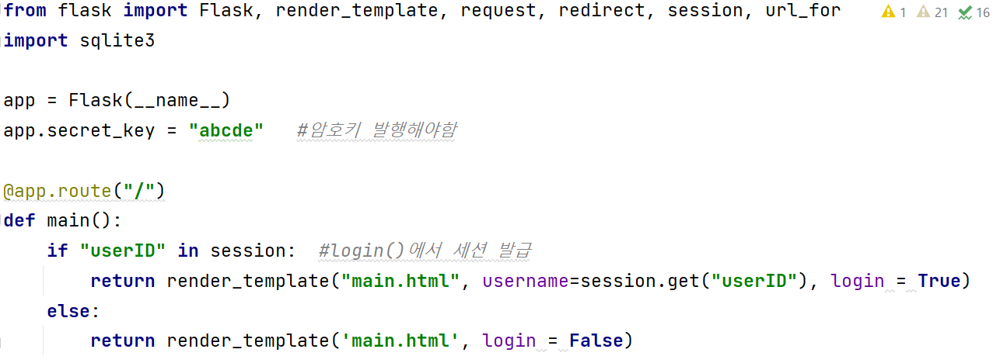 from flask import Flask, render_template, request, redirect, session, url_for 1 21 16
import sqlite3
app = Flask(__name__)
app.secret_key = "abcde" #암호키 발행해야함
@app.route("/")
def main():
if "userID" in session: #login()에서 세션 발급
return render_template("main.html", username=session.get("userID"), login = True)
else:
return render_template('main.html', login = False)